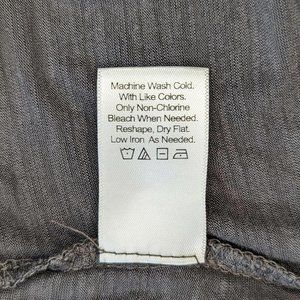 Machine Wash Cold.
With Like Colors.
Only Non-Chlorine
Bleach When Needed.
Reshape, Dry Flat.
Low Iron As Needed.